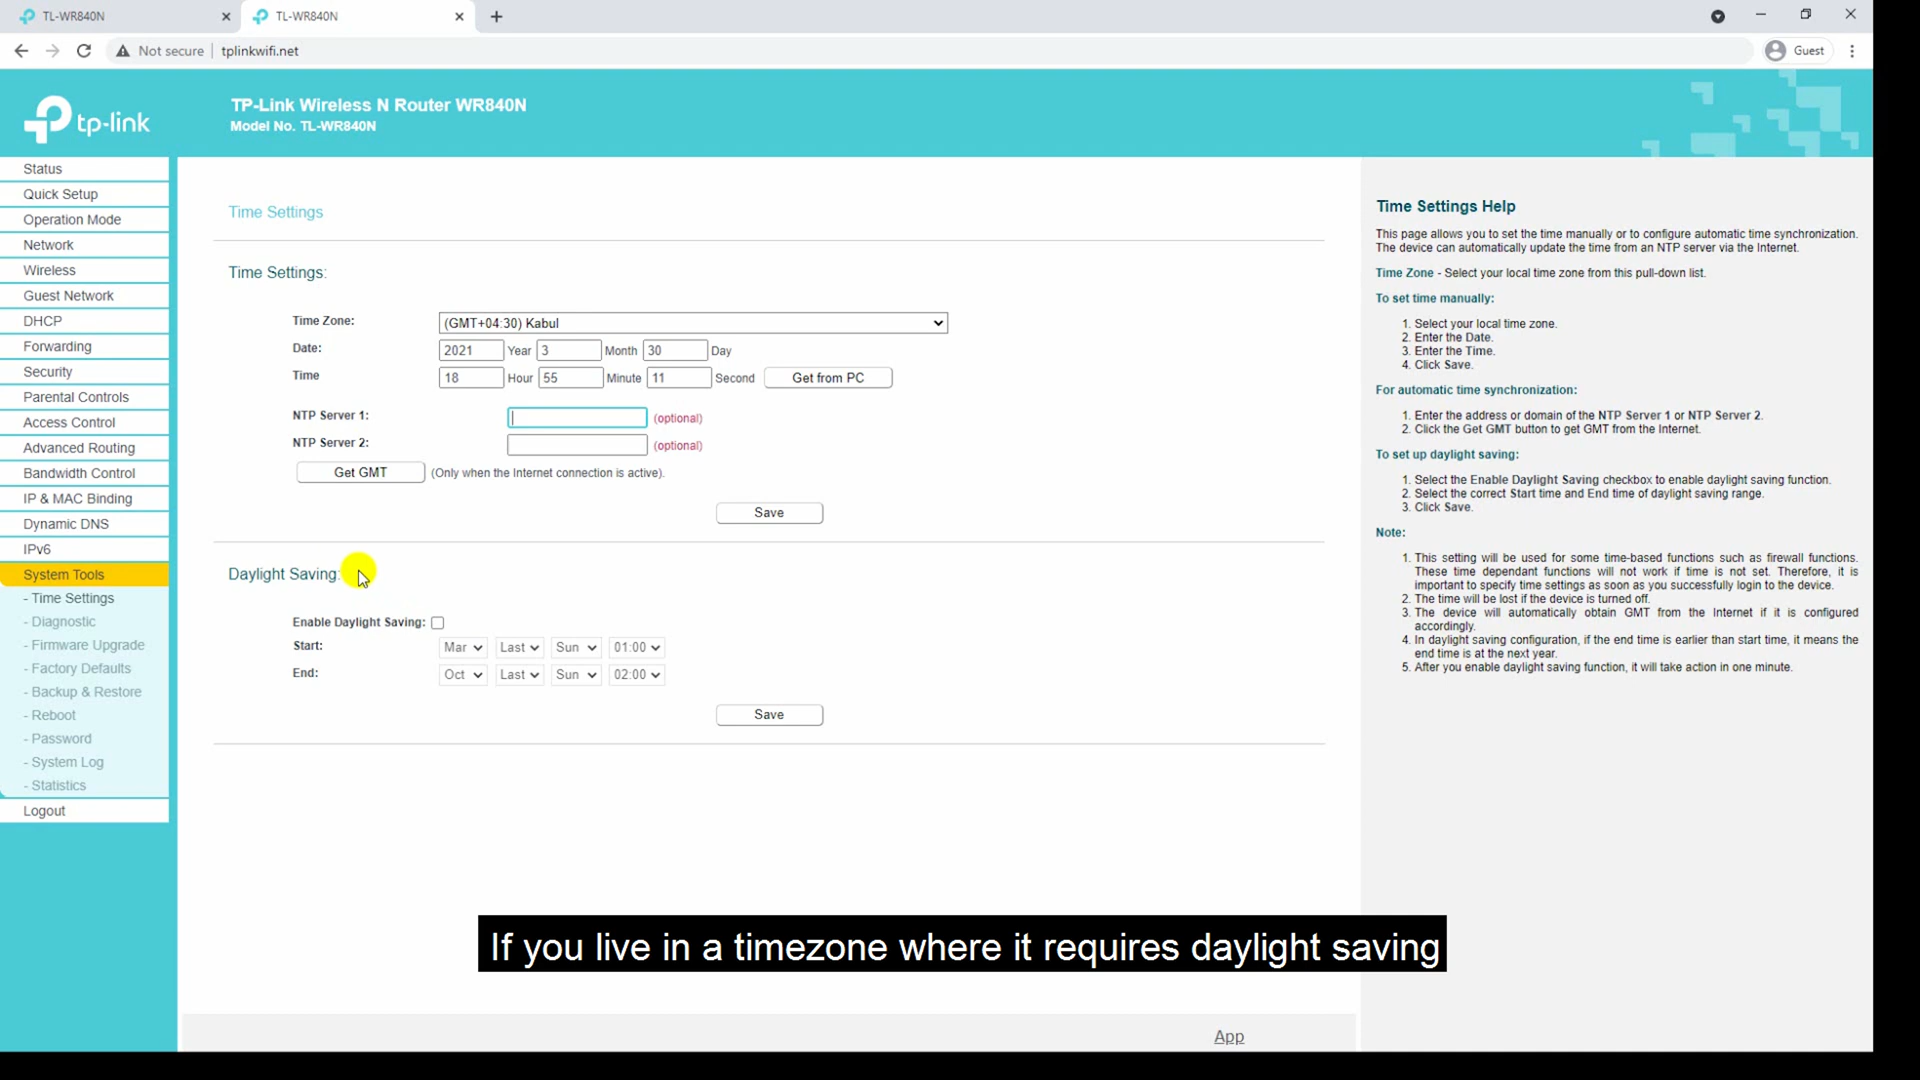 TL-WR840N
TL-WR840N
Not secure
tplinkwifi.net
Guest
tp-link
TP-Link Wireless N Router WR840N
Model No. TL-WR840N
Status
Quick Setup
Operation Mode
Network
Wireless
Guest Network
DHCP
Forwarding
Security
Parental Controls
Access Control
Advanced Routing
Bandwidth Control
IP & MAC Binding
Dynamic DNS
IPv6
System Tools
- Time Settings
- Diagnostic
- Firmware Upgrade
- Factory Defaults
- Backup & Restore
- Reboot
- Password
- System Log
- Statistics
Logout
Time Settings
Time Settings:
Time Zone: (GMT+04:30) Kabul
Date: 2021 Year 3 Month 30 Day
Time 18 Hour 55 Minute 11 Second Get from PC
NTP Server 1: (optional)
NTP Server 2: (optional)
Get GMT (Only when the Internet connection is active).
Save
Daylight Saving:
Enable Daylight Saving:
Start: Mar Last Sun 01:00
End: Oct Last Sun 02:00
Save
Time Settings Help
This page allows you to set the time manually or to configure automatic time synchronization.
The device can automatically update the time from an NTP server via the Internet.
Time Zone - Select your local time zone from this pull-down list.
To set time manually:
1. Select your local time zone.
2. Enter the Date.
3. Enter the Time.
4. Click Save.
For automatic time synchronization:
1. Enter the address or domain of the NTP Server 1 or NTP Server 2.
2. Click the Get GMT button to get GMT from the Internet.
To set up daylight saving:
1. Select the Enable Daylight Saving checkbox to enable daylight saving function.
2. Select the correct Start time and End time of daylight saving range.
3. Click Save.
Note:
1. This setting will be used for some time-based functions such as firewall functions.
These time dependant functions will not work if time is not set. Therefore, it is
important to specify time settings as soon as you successfully login to the device.
2. The time will be lost if the device is turned off.
3. The device will automatically obtain GMT from the Internet if it is configured
accordingly.
4. In daylight saving configuration, if the end time is earlier than start time, it means the
end time is at the next year.
5. After you enable daylight saving function, it will take action in one minute.
If you live in a timezone where it requires daylight saving
App